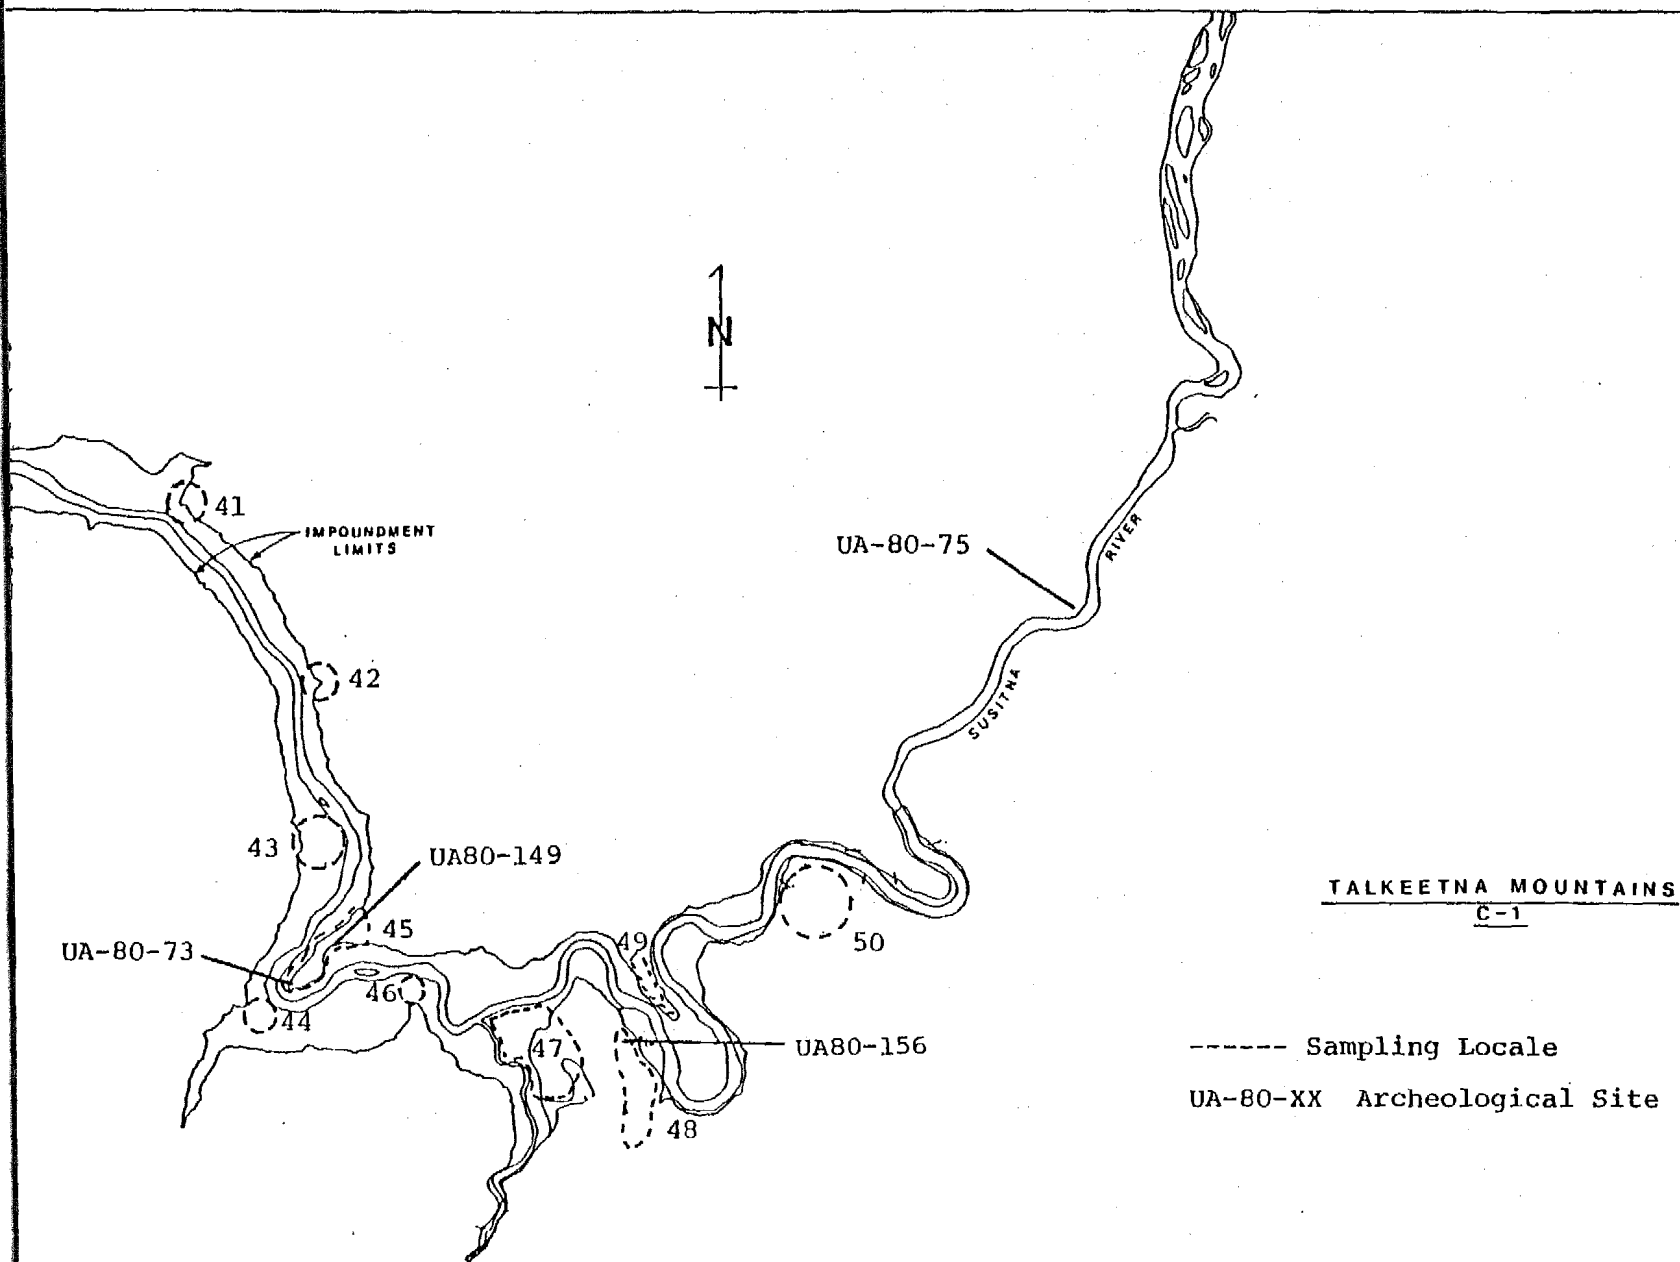 N
41
IMPOUNDMENT
LIMITS
UA-80-75
RIVER
42
SUSITNA
43
UA80-149
TALKEETNA MOUNTAINS
C-1
45
UA-80-73
49
50
46
44
47
UA80-156
------ Sampling Locale
UA-80-XX Archeological Site
48